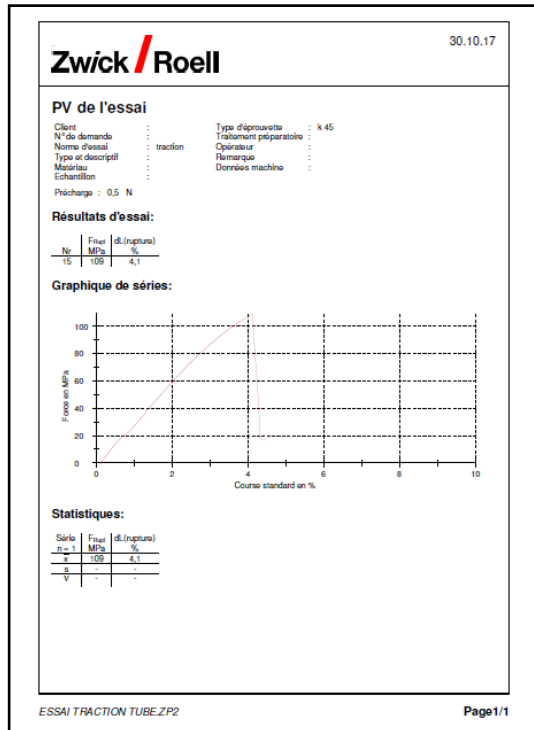 30.10.17
Zwick / Roell
PV de l'essai
Client : Type d'éprouvette : k 45
N° de demande : Traitement préparatoire :
Norme d'essai : traction Opérateur :
Type et descriptif : Remarque :
Matériau : Données machine :
Echantillon :
Précharge : 0,5 N
Résultats d'essai:
FRupt dL(rupture)
Nr MPa %
15 109 4,1
Graphique de séries:
100
80
60
40
20
0
Force en MPa
0 2 4 6 8 10
Course standard en %
Statistiques:
Série FRupt dL(rupture)
n = 1 MPa %
x̅ 109 4,1
s - -
V - -
ESSAI TRACTION TUBE.ZP2 Page1/1